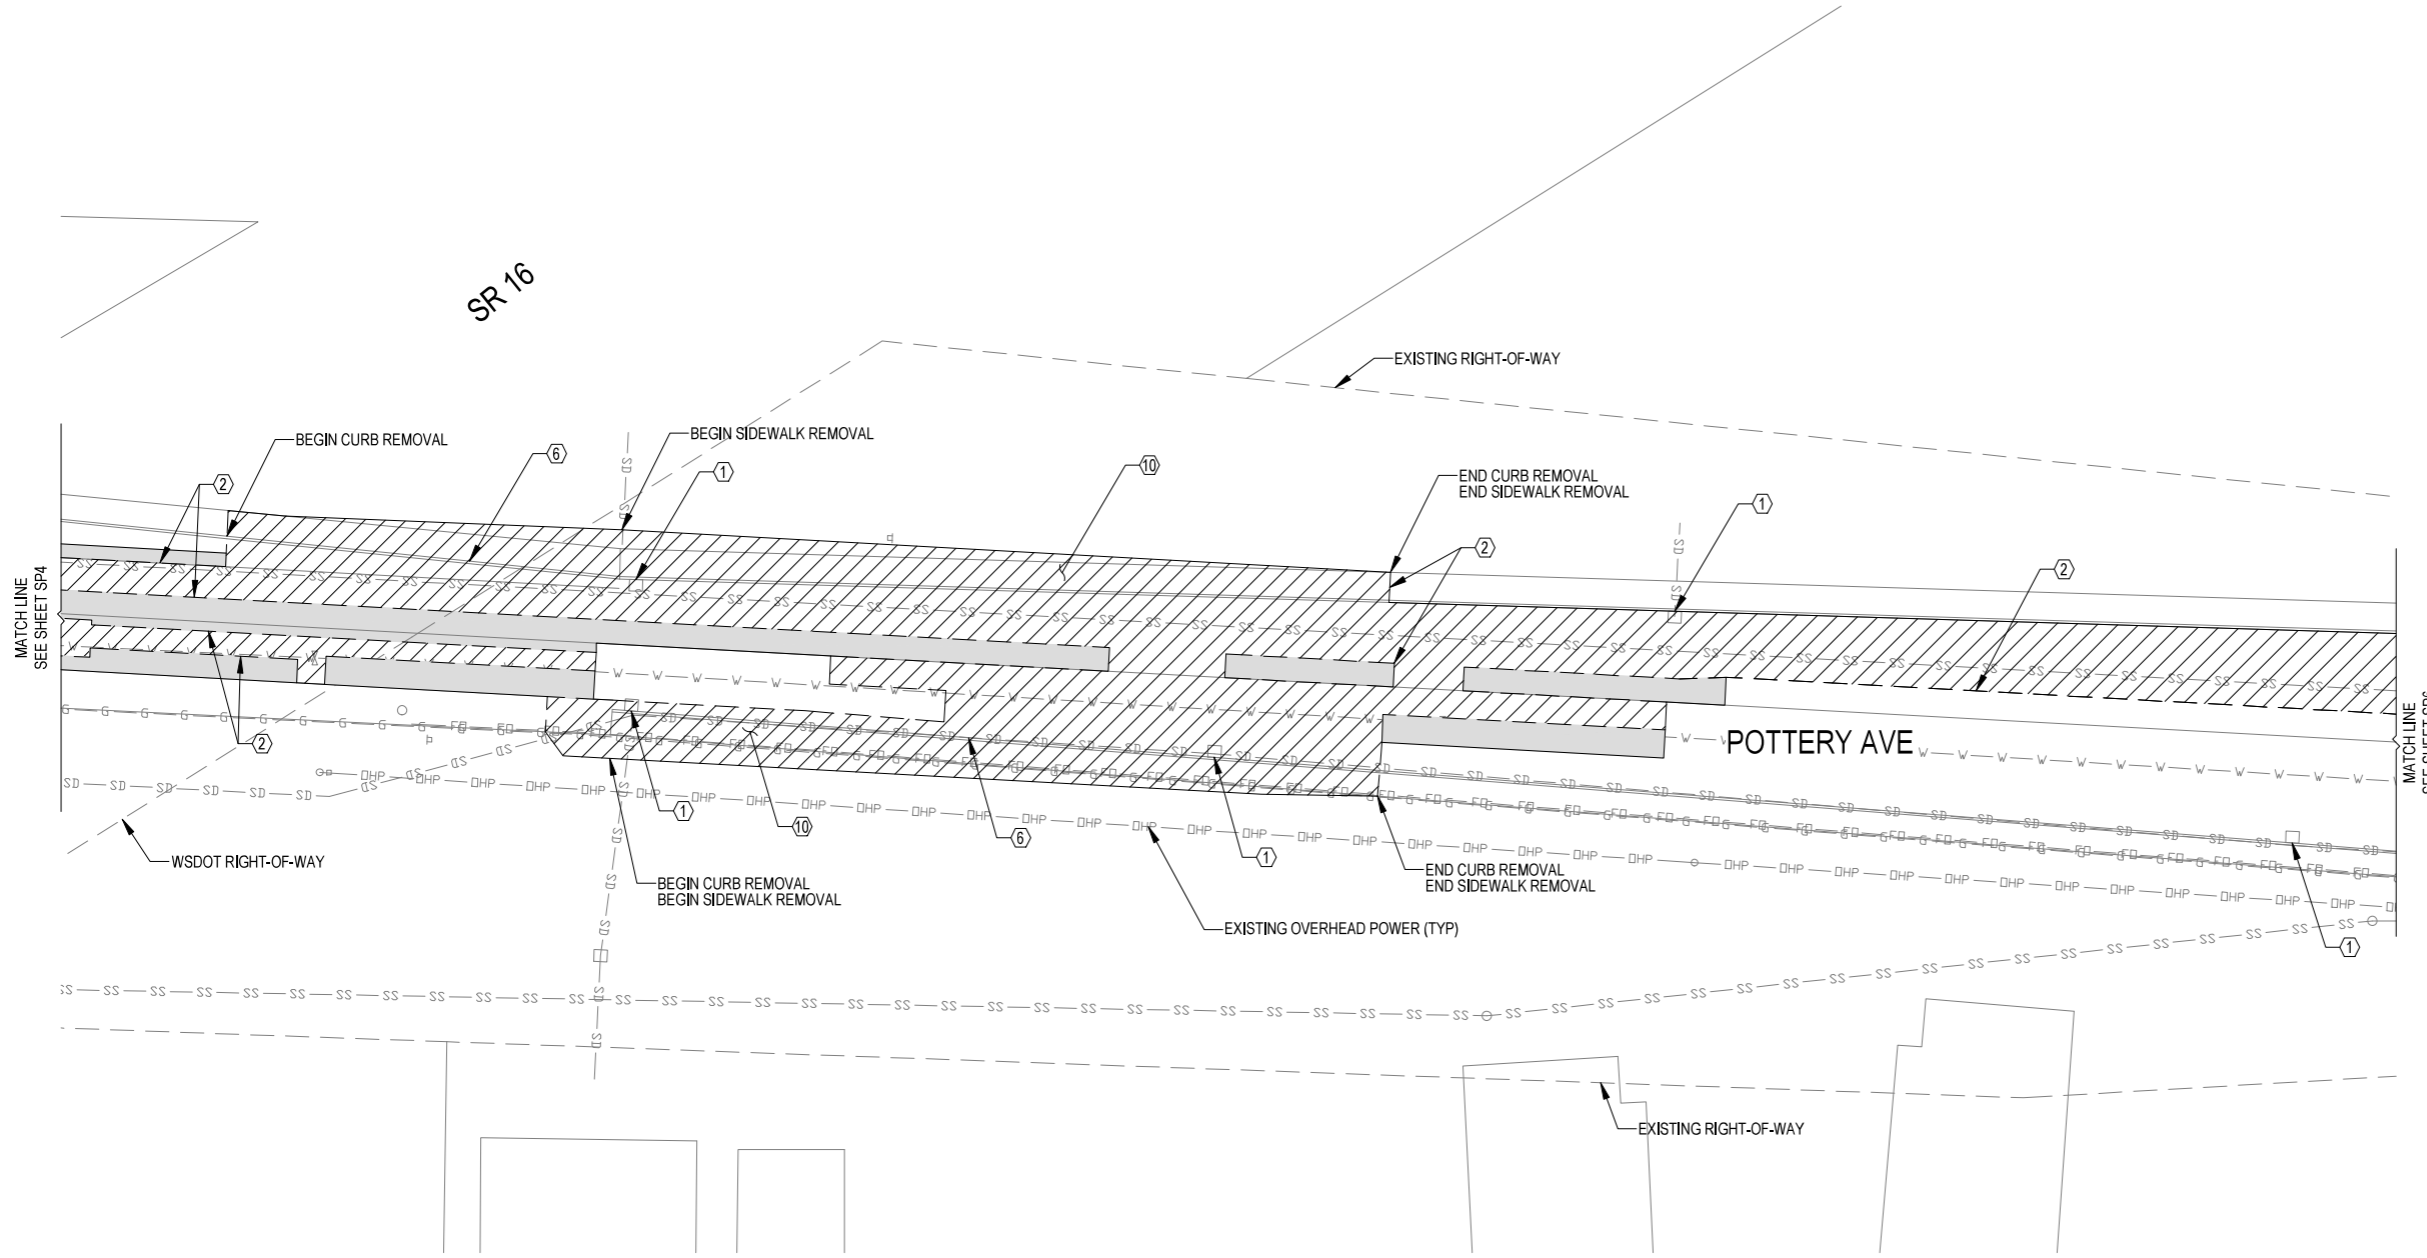 SR 16
EXISTING RIGHT-OF-WAY
BEGIN CURB REMOVAL
6
BEGIN SIDEWALK REMOVAL
1
10
END CURB REMOVAL
END SIDEWALK REMOVAL
2
1
2
2
MATCH LINE
SEE SHEET SP4
POTTERY AVE
MATCH LINE
2
1
10
6
1
WSDOT RIGHT-OF-WAY
BEGIN CURB REMOVAL
BEGIN SIDEWALK REMOVAL
END CURB REMOVAL
END SIDEWALK REMOVAL
EXISTING OVERHEAD POWER (TYP)
1
EXISTING RIGHT-OF-WAY